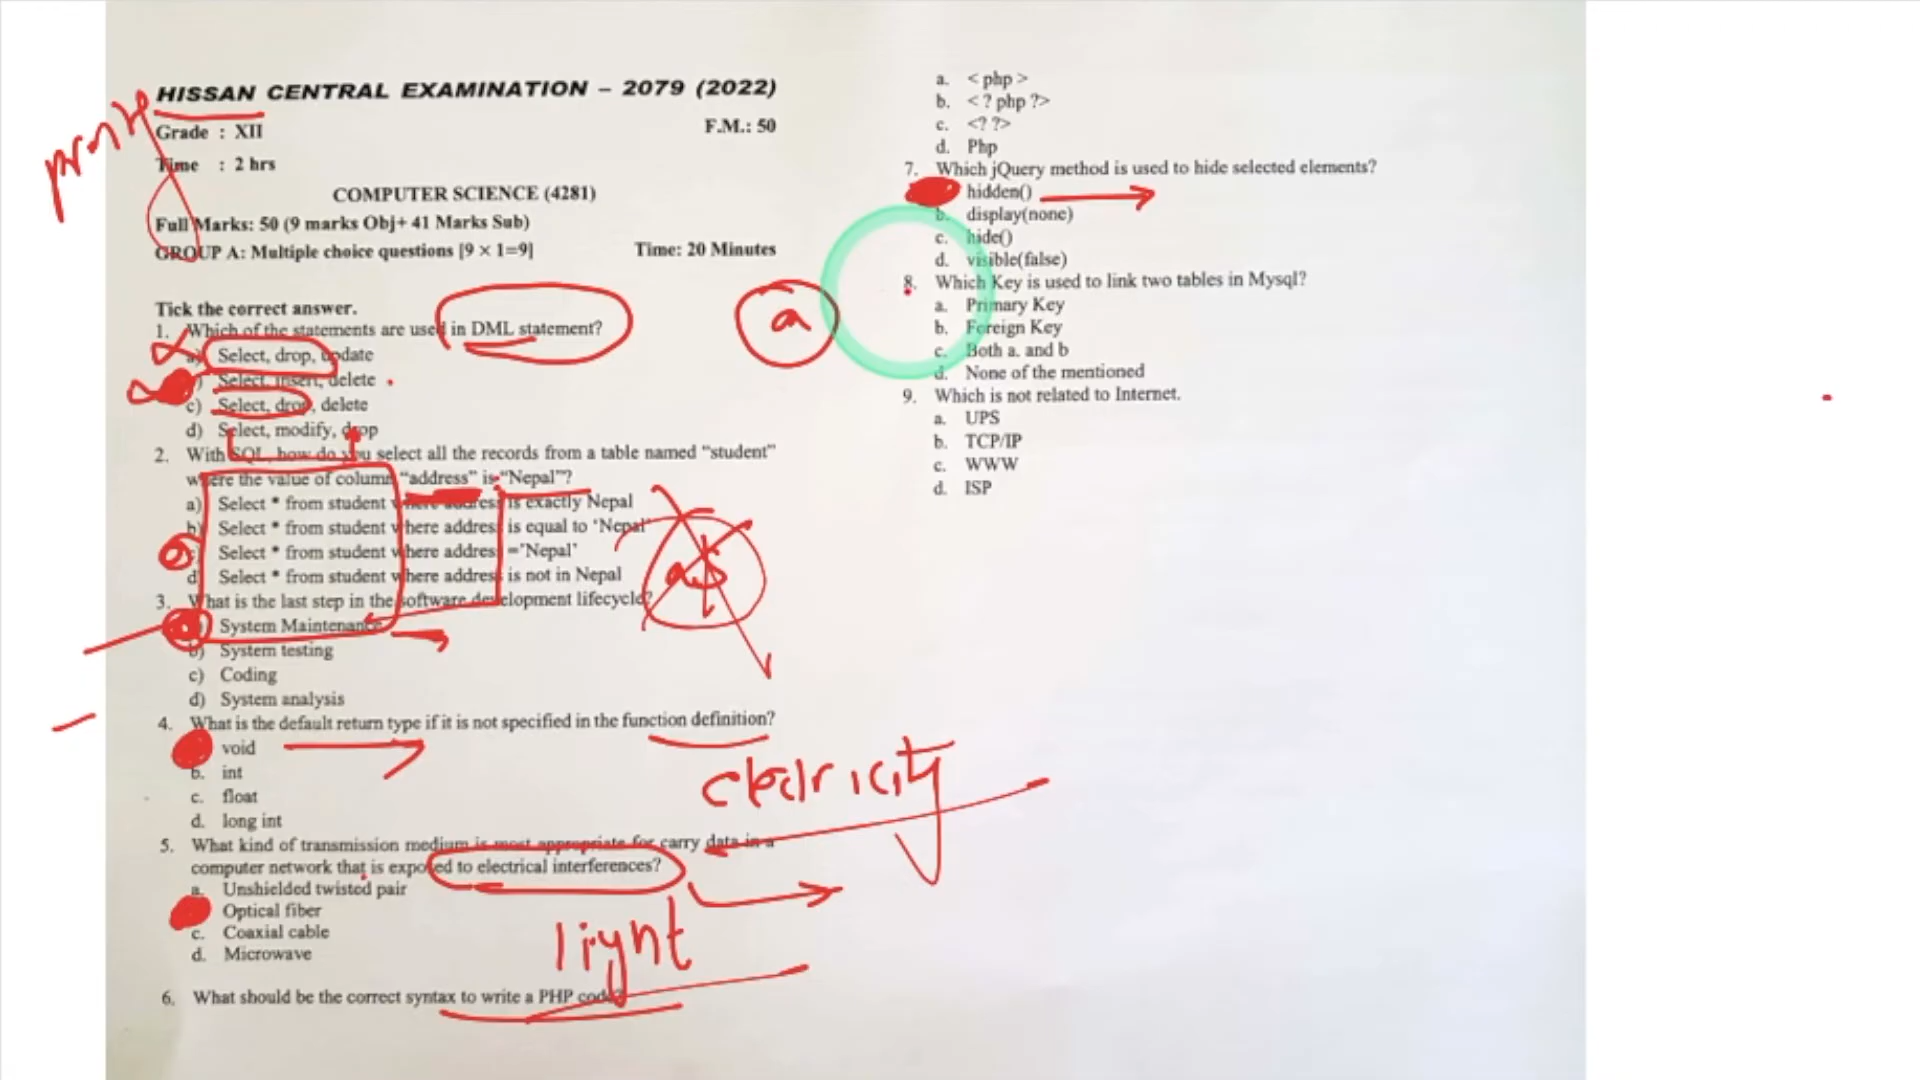 HISSAN CENTRAL EXAMINATION – 2079 (2022)
Grade : XII
F.M.: 50
Time : 2 hrs
COMPUTER SCIENCE (4281)
Full Marks: 50 (9 marks Obj+ 41 Marks Sub)
GROUP A: Multiple choice questions [9 × 1=9]
Time: 20 Minutes
Tick the correct answer.
1. Which of the statements are used in DML statement?
a) Select, drop, update
) Select, insert, delete
c) Select, drop, delete
d) Select, modify, drop
2. With SQL, how do you select all the records from a table named “student”
where the value of column “address” is “Nepal”?
a) Select * from student where address is exactly Nepal
b) Select * from student where address is equal to ‘Nepal’
Select * from student where address =’Nepal’
d) Select * from student where address is not in Nepal
3. What is the last step in the software development lifecycle?
System Maintenance
b) System testing
c) Coding
d) System analysis
4. What is the default return type if it is not specified in the function definition?
void
b. int
c. float
d. long int
5. What kind of transmission medium is most appropriate for carry data in a
computer network that is exposed to electrical interferences?
a. Unshielded twisted pair
Optical fiber
c. Coaxial cable
d. Microwave
6. What should be the correct syntax to write a PHP code?
a
electricity
light
a. < php >
b. < ? php ?>
c. <? ?>
d. Php
7. Which jQuery method is used to hide selected elements?
hidden()
b. display(none)
c. hide()
d. visible(false)
8. Which Key is used to link two tables in Mysql?
a. Primary Key
b. Foreign Key
c. Both a. and b
d. None of the mentioned
9. Which is not related to Internet.
a. UPS
b. TCP/IP
c. WWW
d. ISP